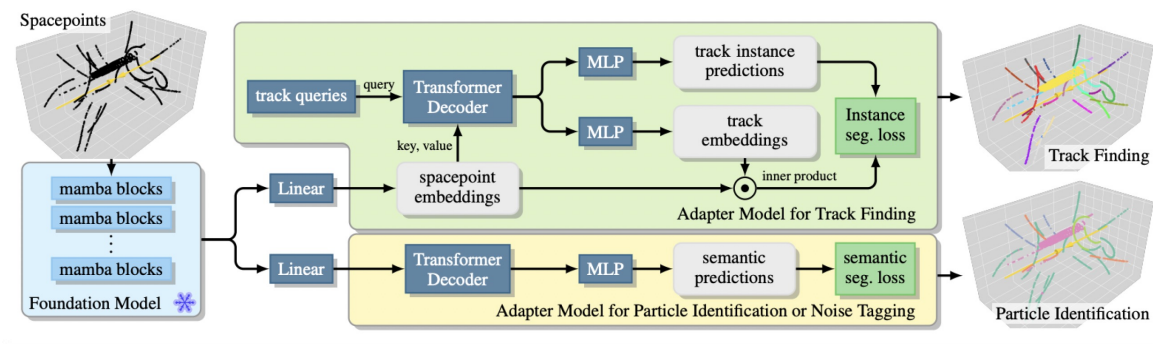 Spacepoints
mamba blocks
mamba blocks
mamba blocks
Foundation Model
Linear
Linear
track queries
query
Transformer
Decoder
key, value
spacepoint
embeddings
MLP
MLP
track instance
predictions
track
embeddings
inner product
Instance
seg. loss
Adapter Model for Track Finding
Transformer
Decoder
MLP
semantic
predictions
semantic
seg. loss
Adapter Model for Particle Identification or Noise Tagging
Track Finding
Particle Identification